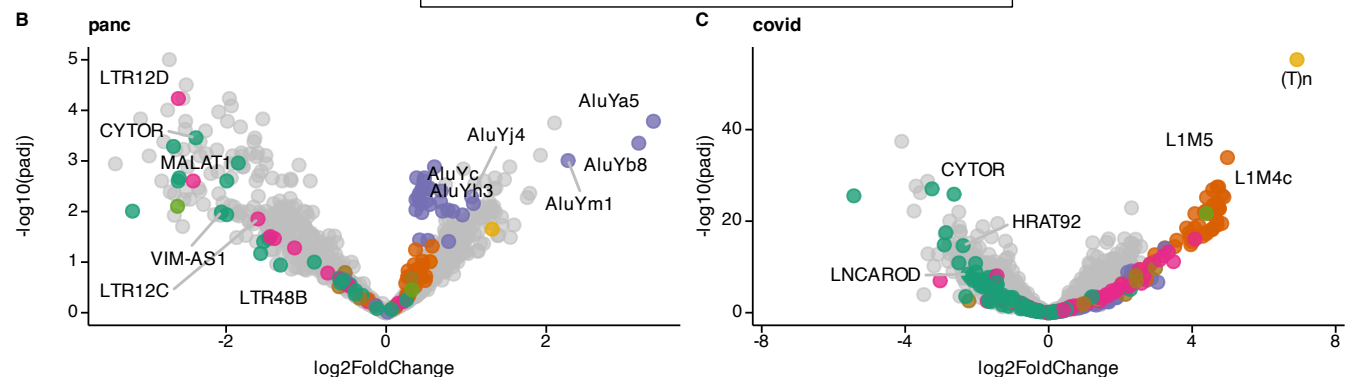 B
panc
-log10(padj)
5
4
3
2
1
0
LTR12D
CYTOR
MALAT1
VIM-AS1
LTR12C
LTR48B
AluYa5
AluYj4
AluYb8
AluYc
AluYh3
AluYm1
-2
0
2
log2FoldChange
C
covid
-log10(padj)
40
20
0
(T)n
L1M5
CYTOR
L1M4c
HRAT92
LNCAROD
-8
-4
0
4
8
log2FoldChange